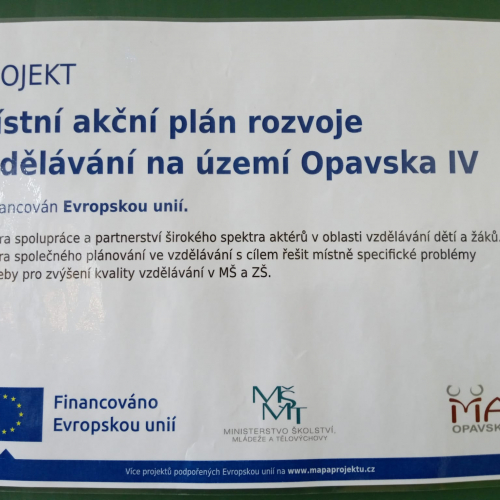 OJEKT
ístní akční plán rozvoje
dělávání na území Opavska IV
ancován Evropskou unií.
ra spolupráce a partnerství širokého spektra aktérů v oblasti vzdělávání dětí a žáků.
ra společného plánování ve vzdělávání s cílem řešit místně specifické problémy
eby pro zvýšení kvality vzdělávání v MŠ a ZŠ.
Financováno
Evropskou unií
MŠMT
MINISTERSTVO ŠKOLSTVÍ,
MLÁDEŽE A TĚLOVÝCHOVY
MA
OPAVSK
Více projektů podpořených Evropskou unií na www.mapaprojektu.cz